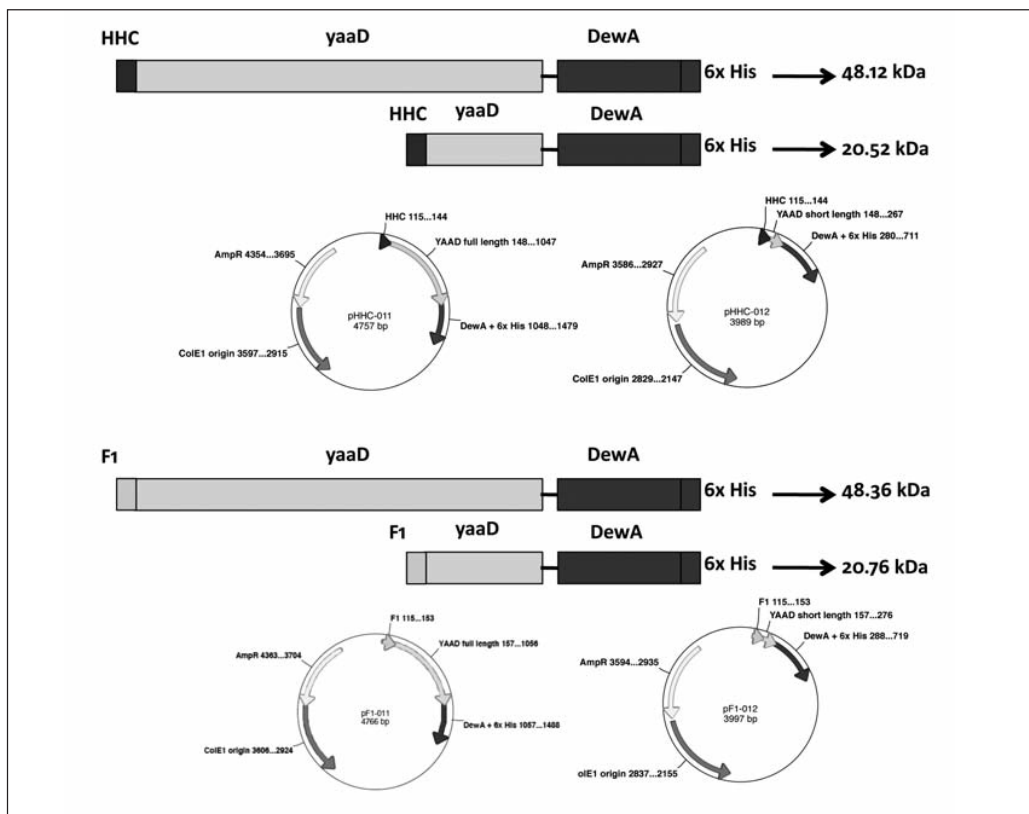 HHC yaaD DewA
6x His 48.12 kDa
HHC yaaD DewA
6x His 20.52 kDa
HHC 115...144
YAAD full length 148...1047
AmpR 4354...3695
pHHC-011
4757 bp
DewA + 6x His 1048...1479
ColE1 origin 3597...2915
HHC 115...144
YAAD short length 148...267
DewA + 6x His 280...711
AmpR 3586...2927
pHHC-012
3989 bp
ColE1 origin 2829...2147
F1 yaaD DewA
6x His 48.36 kDa
F1 yaaD DewA
6x His 20.76 kDa
F1 115...153
YAAD full length 157...1056
AmpR 4363...3704
pF1-011
4766 bp
DewA + 6x His 1057...1488
ColE1 origin 3606...2924
F1 115...153
YAAD short length 157...276
DewA + 6x His 288...719
AmpR 3594...2935
pF1-012
3997 bp
olE1 origin 2837...2155